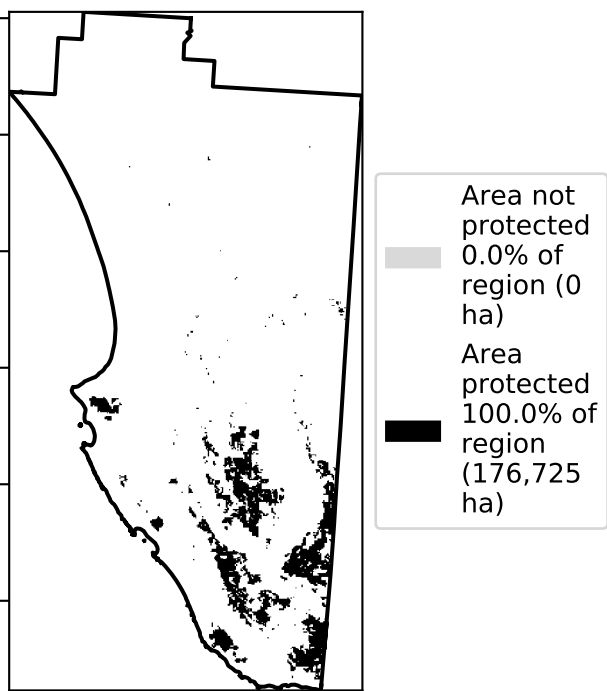 Area not
protected
0.0% of
region (0
ha)
Area
protected
100.0% of
region
(176,725
ha)